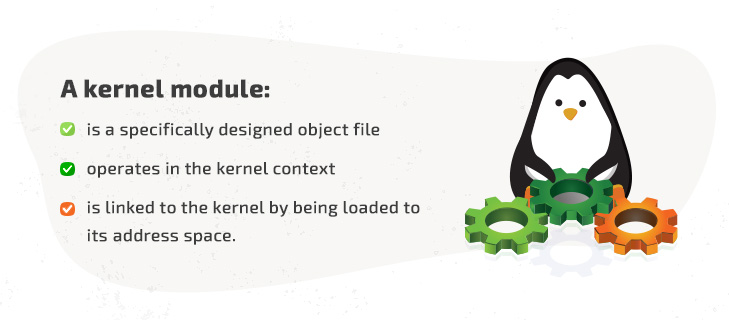 A kernel module:
is a specifically designed object file
operates in the kernel context
is linked to the kernel by being loaded to
its address space.